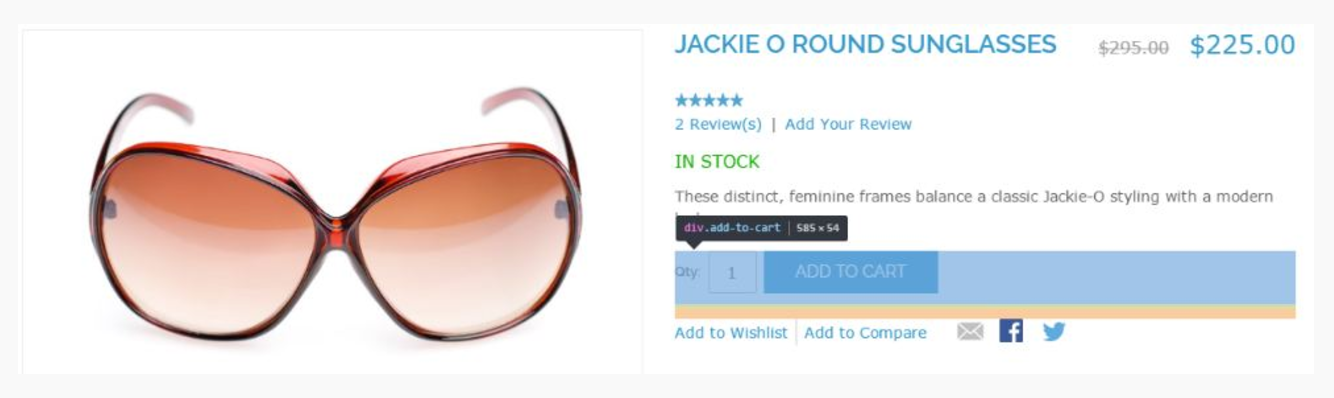 JACKIE O ROUND SUNGLASSES $295.00 $225.00
★★★★★
2 Review(s) | Add Your Review
IN STOCK
These distinct, feminine frames balance a classic Jackie-O styling with a modern
div.add-to-cart | 585 × 54
Qty: 1 ADD TO CART
Add to Wishlist | Add to Compare